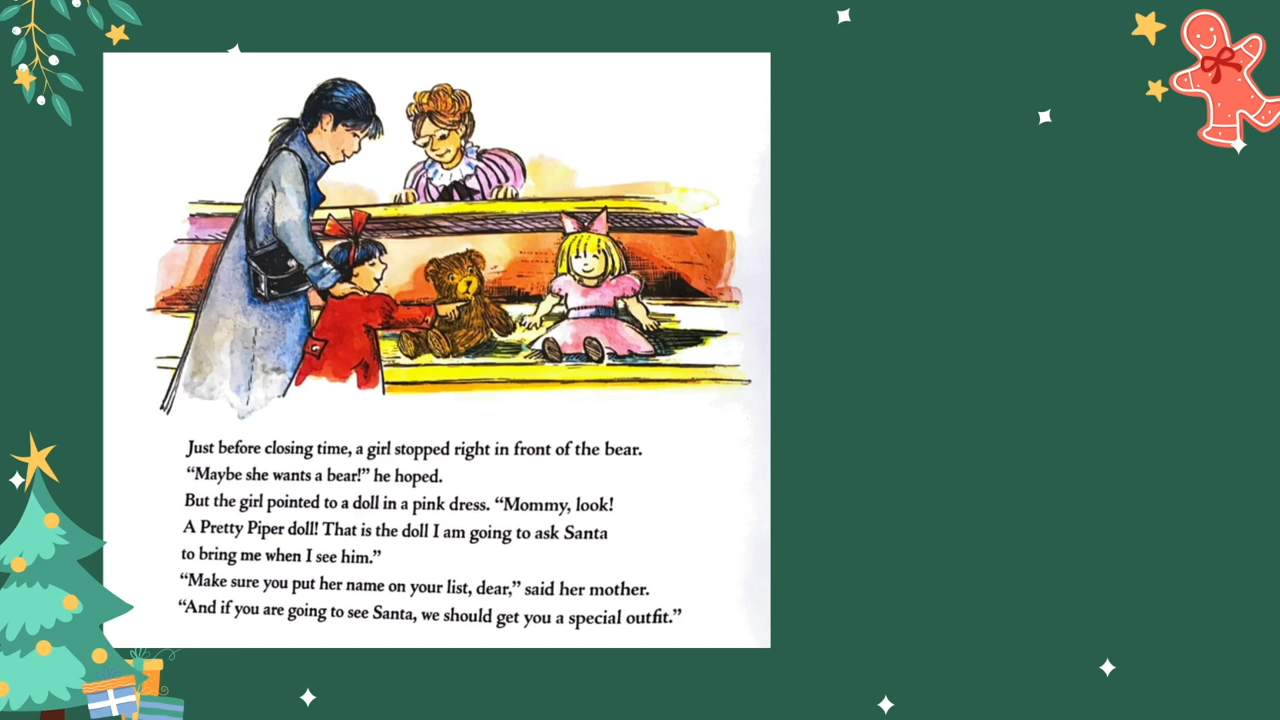 Just before closing time, a girl stopped right in front of the bear.
“Maybe she wants a bear!” he hoped.
But the girl pointed to a doll in a pink dress. “Mommy, look!
A Pretty Piper doll! That is the doll I am going to ask Santa
to bring me when I see him.”
“Make sure you put her name on your list, dear,” said her mother.
“And if you are going to see Santa, we should get you a special outfit.”